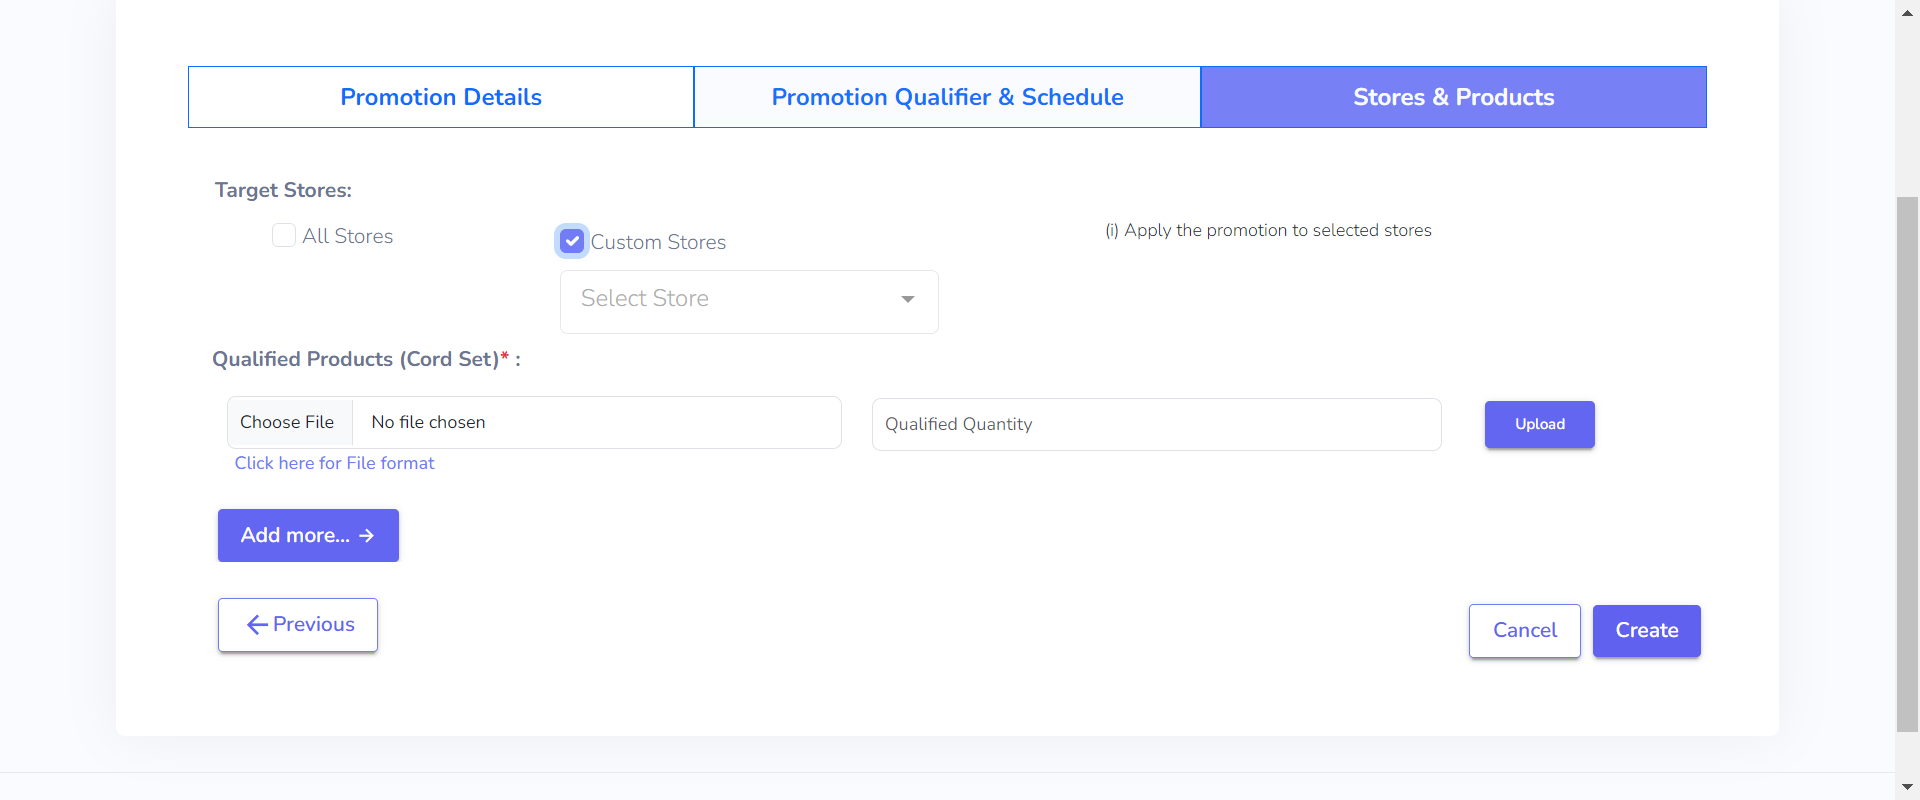 Promotion Details
Promotion Qualifier & Schedule
Stores & Products
Target Stores:
All Stores
Custom Stores
(i) Apply the promotion to selected stores
Select Store
Qualified Products (Cord Set)* :
Choose File
No file chosen
Qualified Quantity
Upload
Click here for File format
Add more...
Previous
Cancel
Create